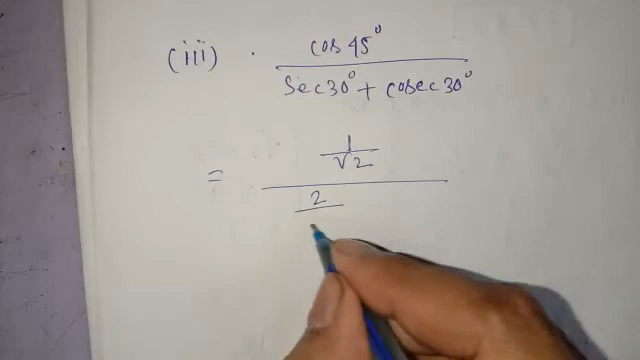 (iii) . cos 45°
sec 30° + cosec 30°
= 1
√2
2